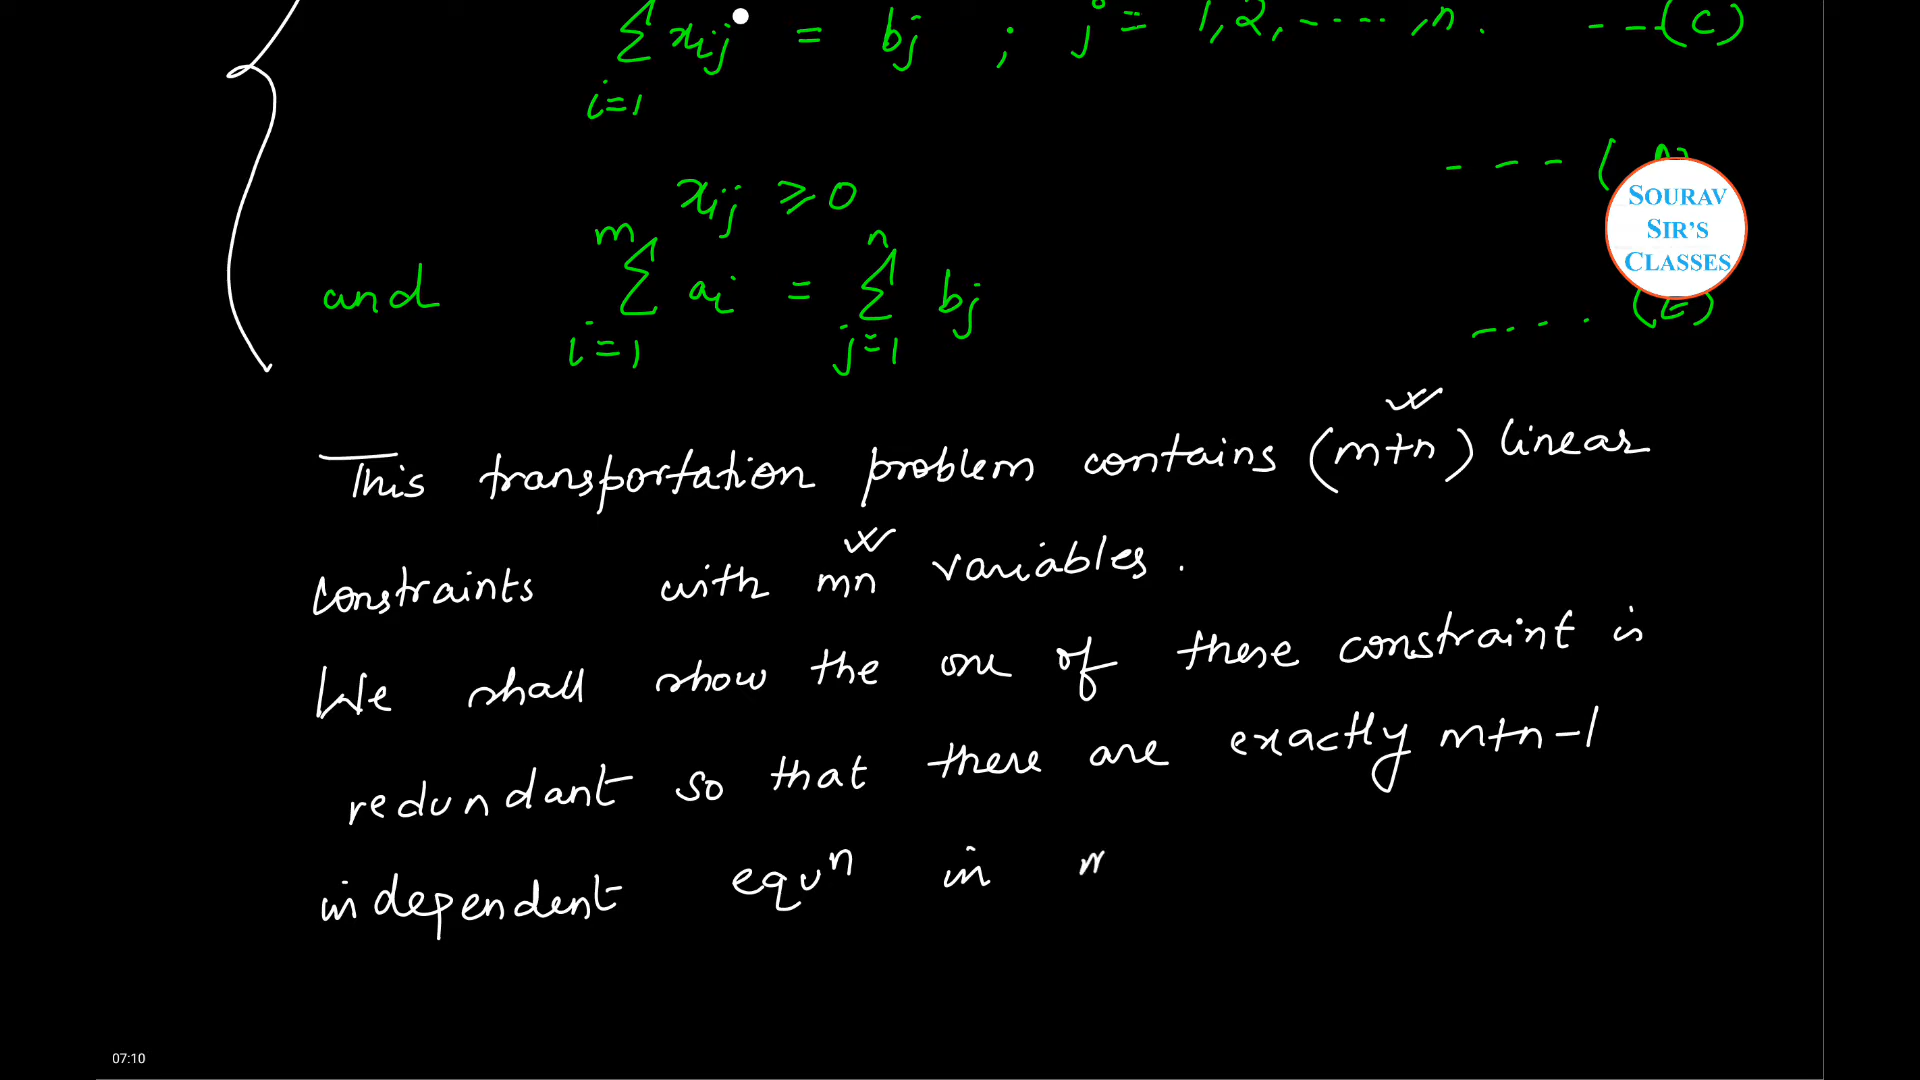 ∑ xij = bj ; j = 1,2,-----,n. ---(C)
i=1
--- (
xij ≥ 0
SOURAV
SIR'S
CLASSES
m n
and ∑ ai = ∑ bj
i=1 j=1
---- (E)
This transportation problem contains (m+n) linear
constraints with mn variables.
We shall show the one of these constraint is
redundant so that there are exactly m+n-1
independent equⁿ in
07:10